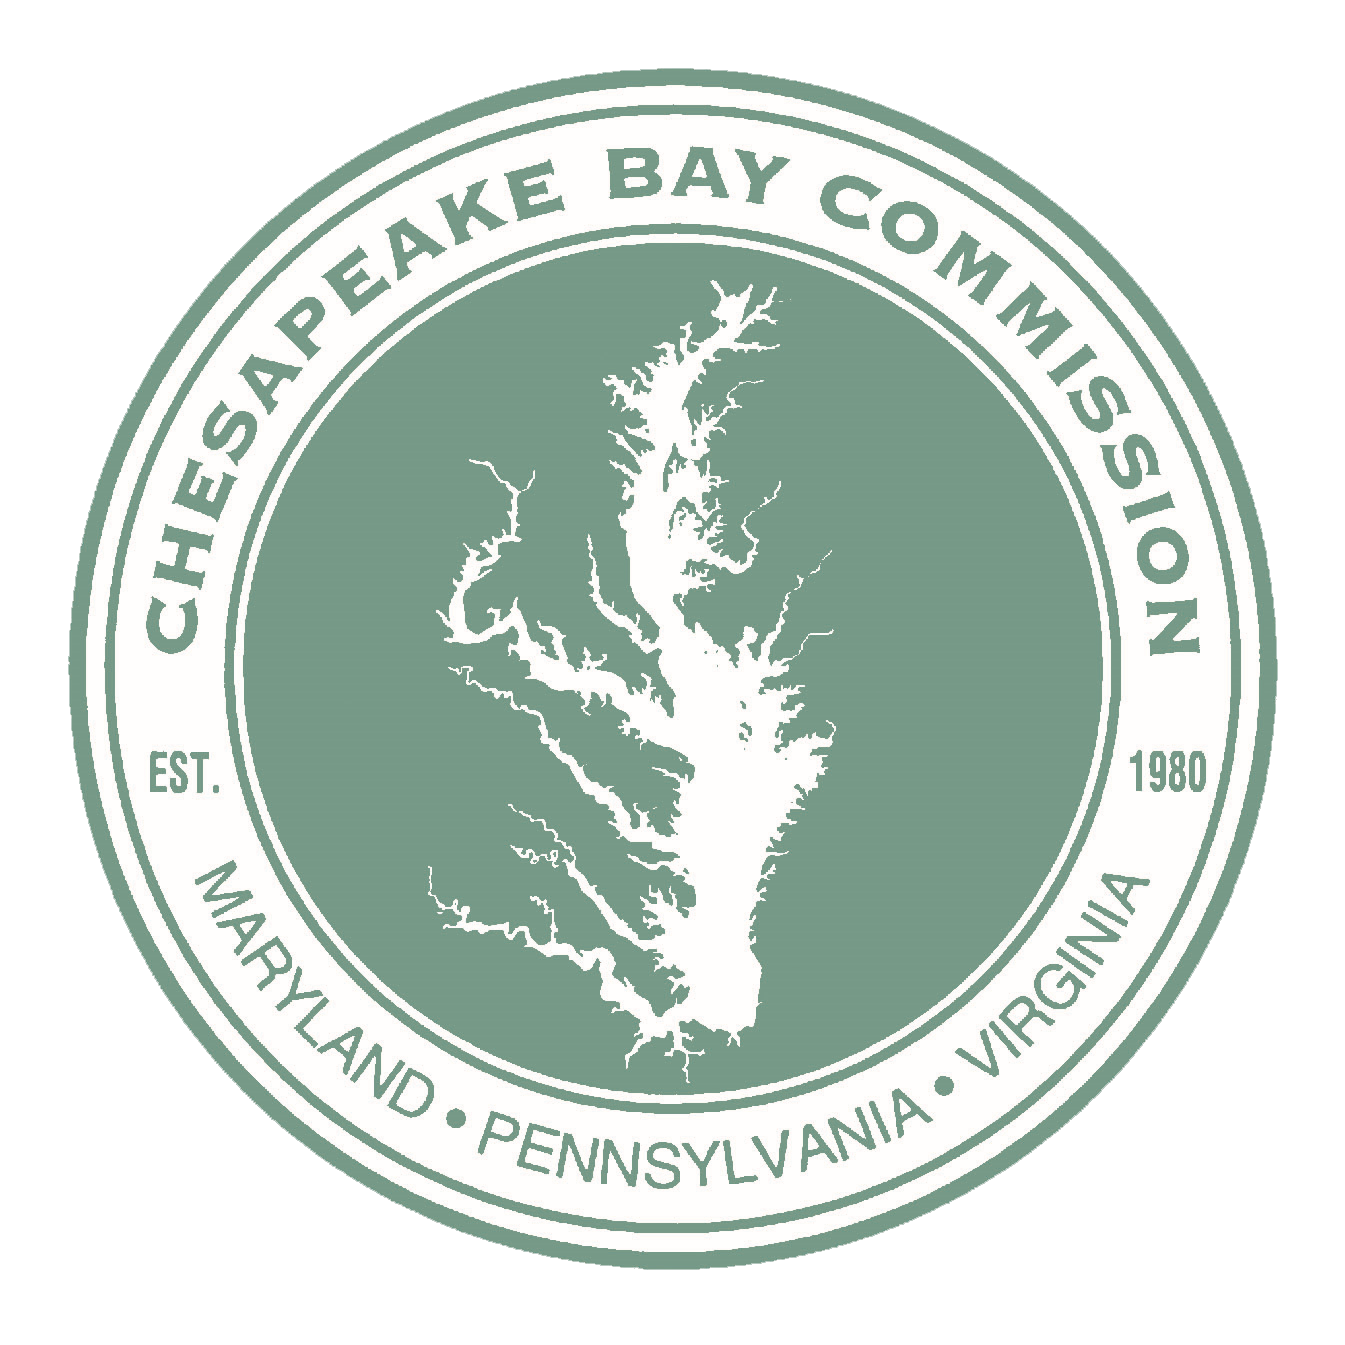 CHESAPEAKE BAY COMMISSION
EST. 1980
MARYLAND • PENNSYLVANIA • VIRGINIA